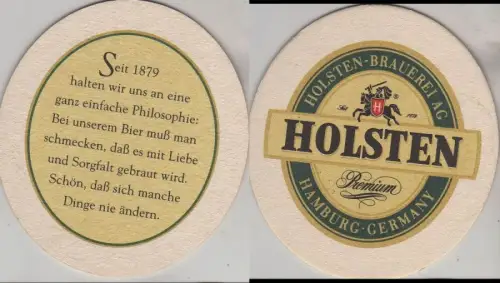 Seit 1879
halten wir uns an eine
ganz einfache Philosophie:
Bei unserem Bier muß man
schmecken, daß es mit Liebe
und Sorgfalt gebraut wird.
Schön, daß sich manche
Dinge nie ändern.
HOLSTEN-BRAUEREI AG
H
Seit 1879
HOLSTEN
Premium
HAMBURG-GERMANY